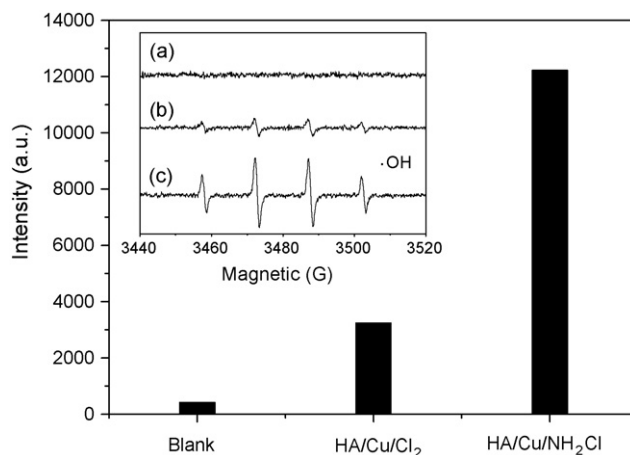 14000
12000
10000
8000
6000
4000
2000
0
Intensity (a.u.)
(a)
(b)
(c)
·OH
3440 3460 3480 3500 3520
Magnetic (G)
Blank HA/Cu/Cl₂ HA/Cu/NH₂Cl